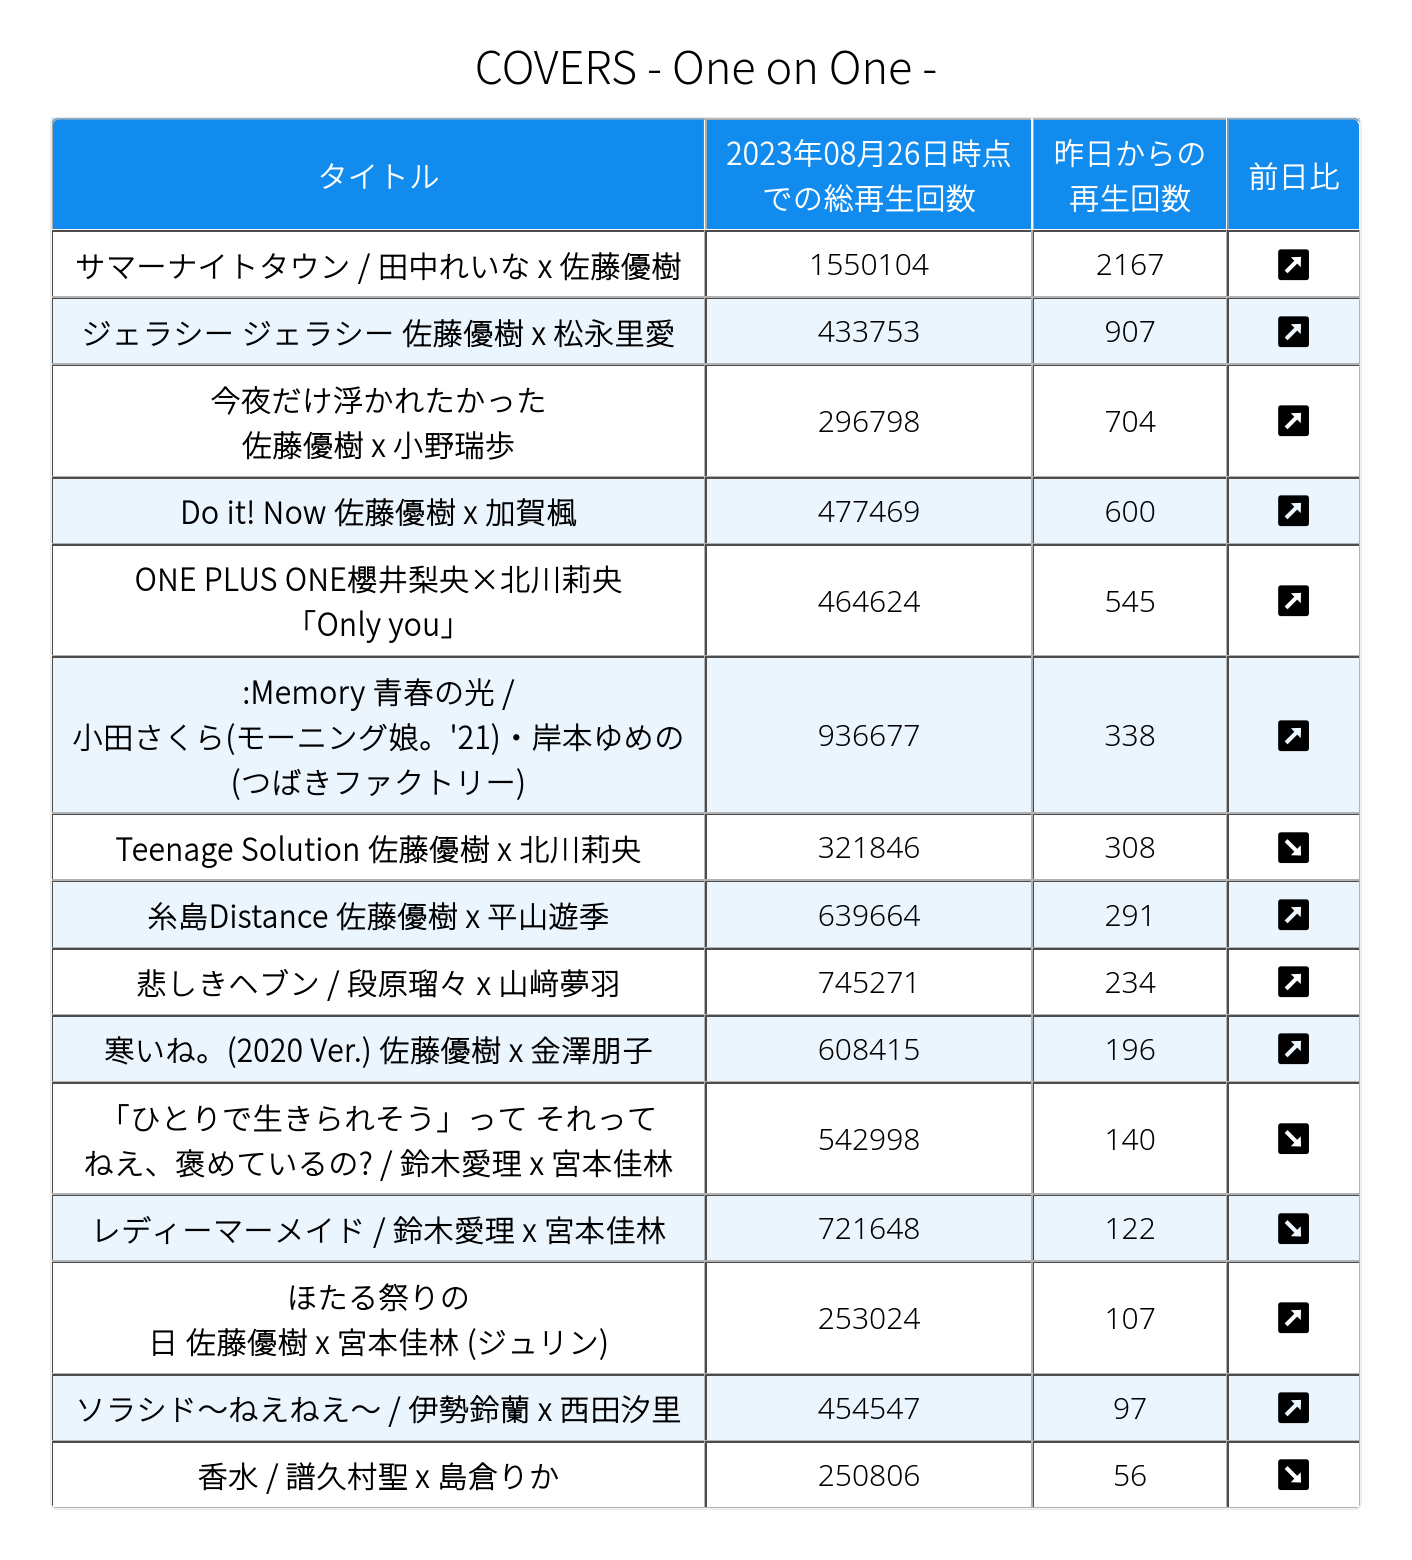 COVERS - One on One -
タイトル
2023年08月26日時点
での総再生回数
昨日からの
再生回数
前日比
サマーナイトタウン / 田中れいな x 佐藤優樹
1550104
2167
ジェラシー ジェラシー 佐藤優樹 x 松永里愛
433753
907
今夜だけ浮かれたかった
佐藤優樹 x 小野瑞歩
296798
704
Do it! Now 佐藤優樹 x 加賀楓
477469
600
ONE PLUS ONE櫻井梨央×北川莉央
「Only you」
464624
545
:Memory 青春の光 /
小田さくら(モーニング娘。'21)・岸本ゆめの
(つばきファクトリー)
936677
338
Teenage Solution 佐藤優樹 x 北川莉央
321846
308
糸島Distance 佐藤優樹 x 平山遊季
639664
291
悲しきヘブン / 段原瑠々 x 山﨑夢羽
745271
234
寒いね。(2020 Ver.) 佐藤優樹 x 金澤朋子
608415
196
「ひとりで生きられそう」って それって
ねえ、褒めているの? / 鈴木愛理 x 宮本佳林
542998
140
レディーマーメイド / 鈴木愛理 x 宮本佳林
721648
122
ほたる祭りの
日 佐藤優樹 x 宮本佳林 (ジュリン)
253024
107
ソラシド～ねえねえ～ / 伊勢鈴蘭 x 西田汐里
454547
97
香水 / 譜久村聖 x 島倉りか
250806
56